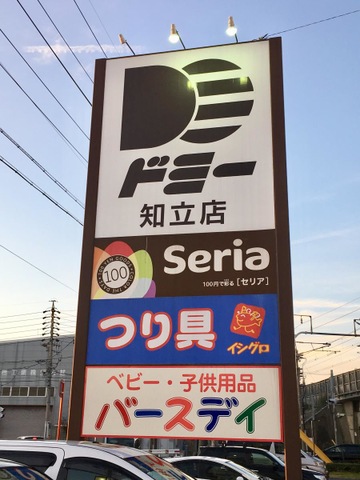 ドミー
知立店
100
Seria
100円で彩る[セリア]
つり具
イシグロ
ベビー・子供用品
バースデイ